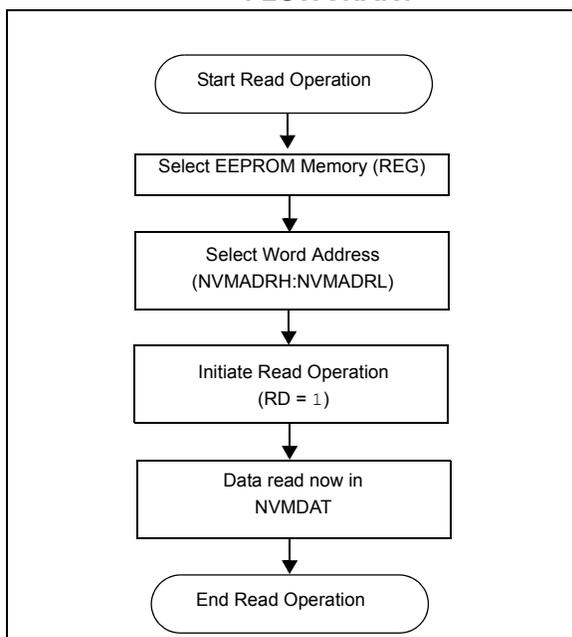 Start Read Operation
Select EEPROM Memory (REG)
Select Word Address
(NVMADRH:NVMADRL)
Initiate Read Operation
(RD = 1)
Data read now in
NVMDAT
End Read Operation